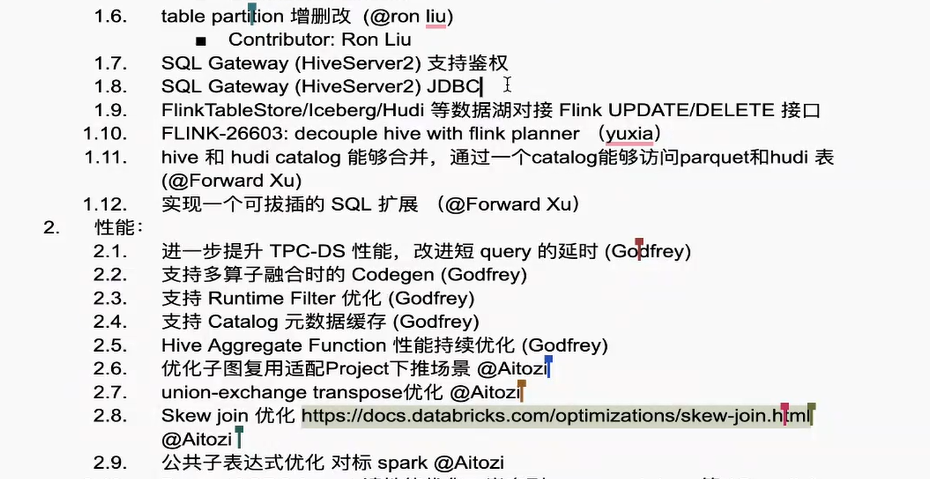 1.6. table partition 增删改 (@ron liu)
■ Contributor: Ron Liu
1.7. SQL Gateway (HiveServer2) 支持鉴权
1.8. SQL Gateway (HiveServer2) JDBC
1.9. FlinkTableStore/Iceberg/Hudi 等数据湖对接 Flink UPDATE/DELETE 接口
1.10. FLINK-26603: decouple hive with flink planner （yuxia）
1.11. hive 和 hudi catalog 能够合并，通过一个catalog能够访问parquet和hudi 表
(@Forward Xu)
1.12. 实现一个可拔插的 SQL 扩展 （@Forward Xu）
2. 性能：
2.1. 进一步提升 TPC-DS 性能，改进短 query 的延时 (Godfrey)
2.2. 支持多算子融合时的 Codegen (Godfrey)
2.3. 支持 Runtime Filter 优化 (Godfrey)
2.4. 支持 Catalog 元数据缓存 (Godfrey)
2.5. Hive Aggregate Function 性能持续优化 (Godfrey)
2.6. 优化子图复用适配Project下推场景 @Aitozi
2.7. union-exchange transpose优化 @Aitozi
2.8. Skew join 优化 https://docs.databricks.com/optimizations/skew-join.html
@Aitozi
2.9. 公共子表达式优化 对标 spark @Aitozi